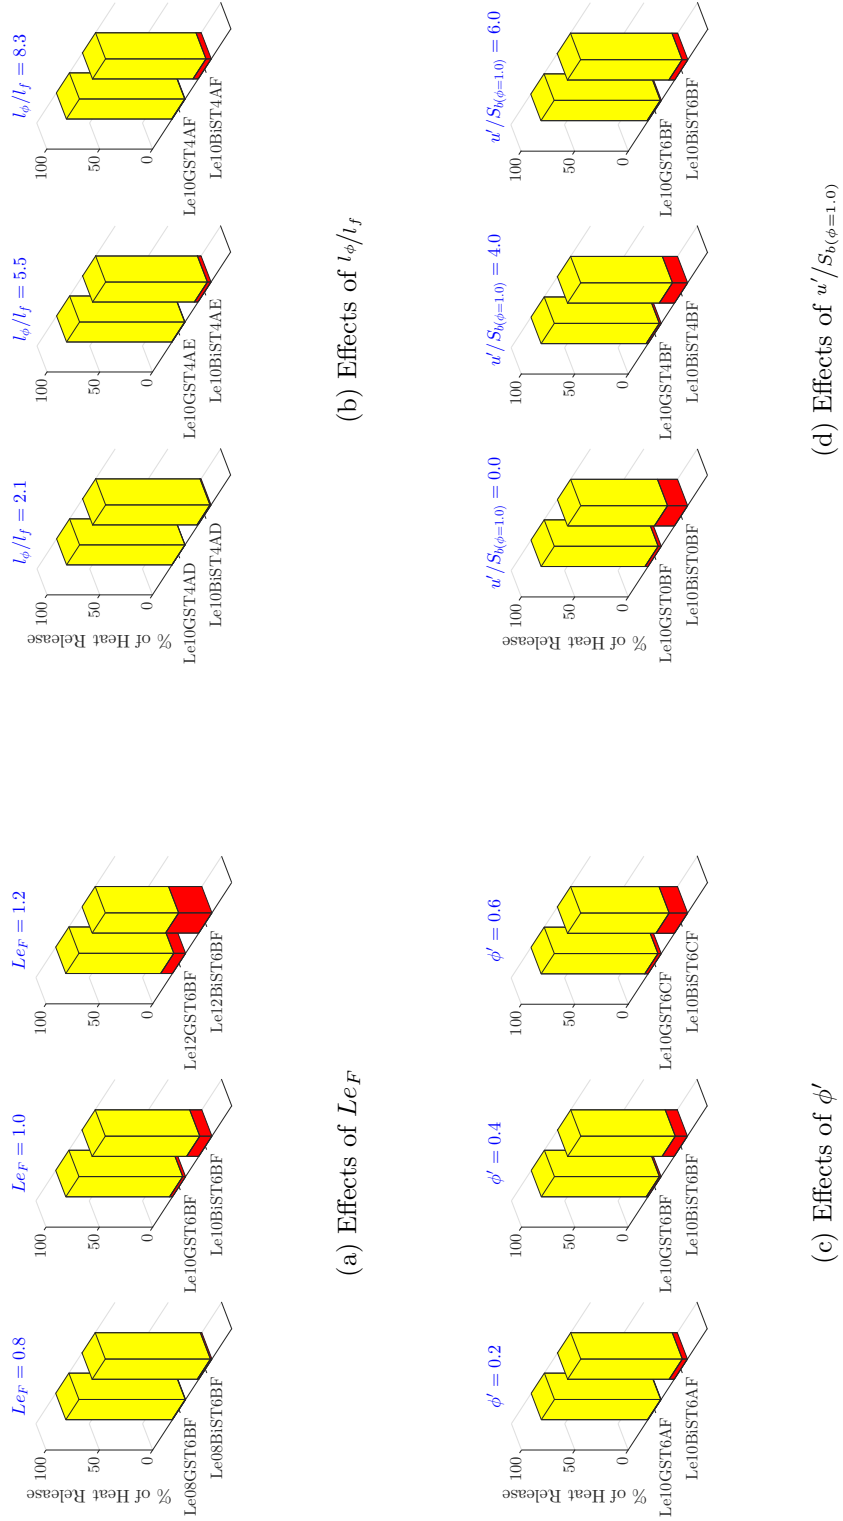 Le_F = 0.8
Le_F = 1.0
Le_F = 1.2
% of Heat Release
100
50
0
Le08GST6BF
Le08BiST6BF
100
50
0
Le10GST6BF
Le10BiST6BF
100
50
0
Le12GST6BF
Le12BiST6BF
(a) Effects of Le_F
l_ϕ/l_f = 2.1
l_ϕ/l_f = 5.5
l_ϕ/l_f = 8.3
% of Heat Release
100
50
0
Le10GST4AD
Le10BiST4AD
100
50
0
Le10GST4AE
Le10BiST4AE
100
50
0
Le10GST4AF
Le10BiST4AF
(b) Effects of l_ϕ/l_f
ϕ′ = 0.2
ϕ′ = 0.4
ϕ′ = 0.6
% of Heat Release
100
50
0
Le10GST6AF
Le10BiST6AF
100
50
0
Le10GST6BF
Le10BiST6BF
100
50
0
Le10GST6CF
Le10BiST6CF
(c) Effects of ϕ′
u′/S_b(ϕ=1.0) = 0.0
u′/S_b(ϕ=1.0) = 4.0
u′/S_b(ϕ=1.0) = 6.0
% of Heat Release
100
50
0
Le10GST0BF
Le10BiST0BF
100
50
0
Le10GST4BF
Le10BiST4BF
100
50
0
Le10GST6BF
Le10BiST6BF
(d) Effects of u′/S_b(ϕ=1.0)